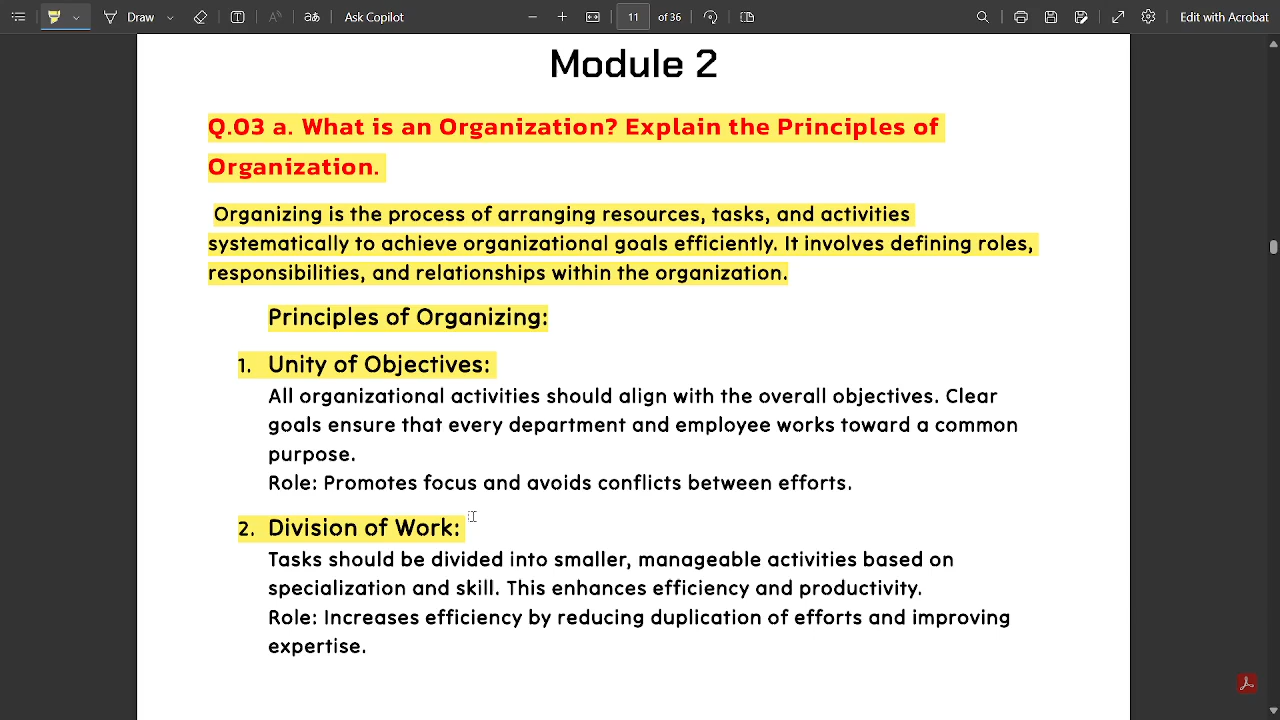 Draw
Ask Copilot
11 of 36
Edit with Acrobat
Module 2
Q.03 a. What is an Organization? Explain the Principles of
Organization.
Organizing is the process of arranging resources, tasks, and activities
systematically to achieve organizational goals efficiently. It involves defining roles,
responsibilities, and relationships within the organization.
Principles of Organizing:
1. Unity of Objectives:
All organizational activities should align with the overall objectives. Clear
goals ensure that every department and employee works toward a common
purpose.
Role: Promotes focus and avoids conflicts between efforts.
2. Division of Work:
Tasks should be divided into smaller, manageable activities based on
specialization and skill. This enhances efficiency and productivity.
Role: Increases efficiency by reducing duplication of efforts and improving
expertise.